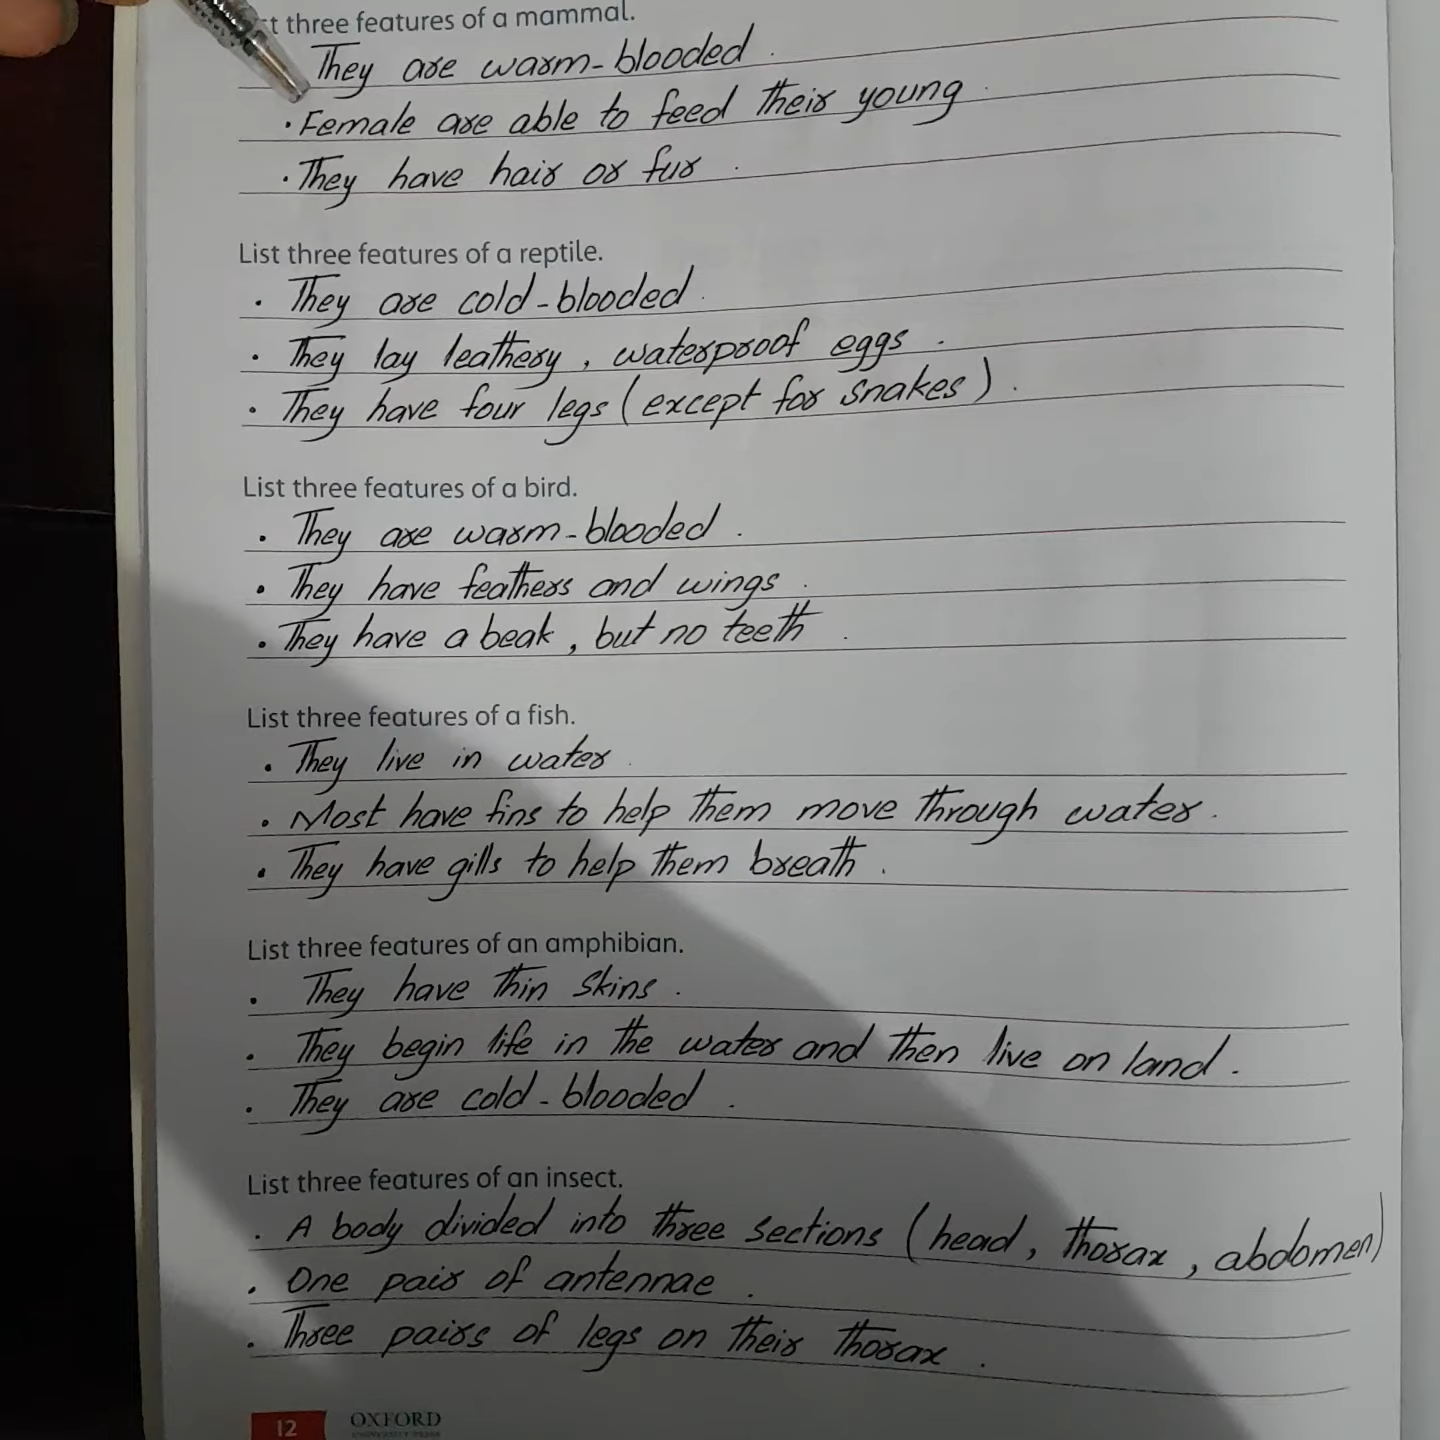 t three features of a mammal.
They are warm-blooded.
• Female are able to feed their young.
• They have hair or fur.
List three features of a reptile.
• They are cold-blooded.
• They lay leathery, waterproof eggs.
• They have four legs (except for snakes).
List three features of a bird.
• They are warm-blooded.
• They have feathers and wings.
• They have a beak, but no teeth.
List three features of a fish.
• They live in water.
• Most have fins to help them move through water.
• They have gills to help them breath.
List three features of an amphibian.
• They have thin skins.
• They begin life in the water and then live on land.
• They are cold-blooded.
List three features of an insect.
• A body divided into three sections (head, thorax, abdomen)
• One pair of antennae.
• Three pairs of legs on their thorax.
12 OXFORD
UNIVERSITY PRESS